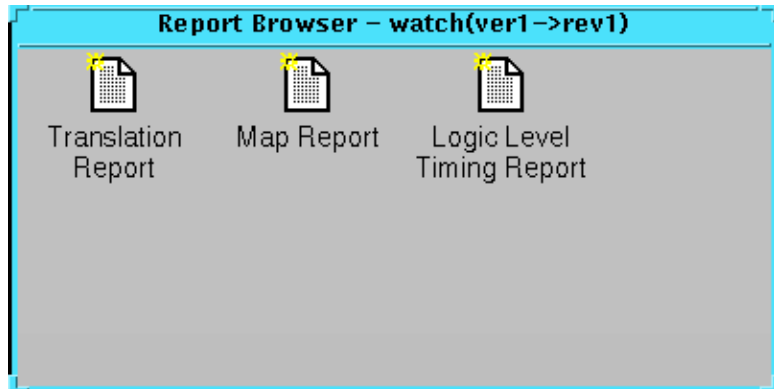 Report Browser – watch(ver1–>rev1)
Translation Report
Map Report
Logic Level Timing Report